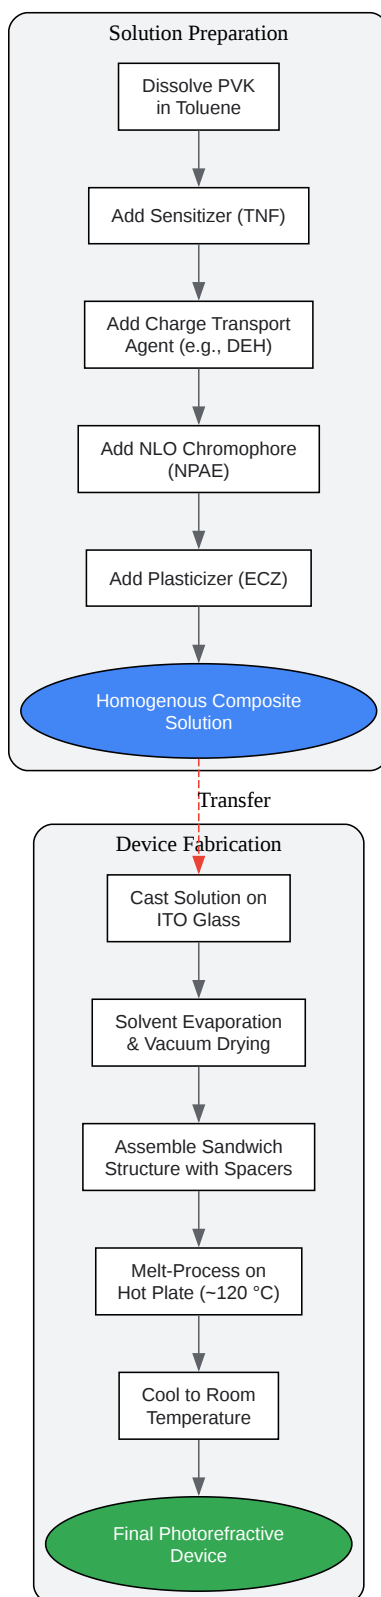 Solution Preparation
Dissolve PVK
in Toluene
Add Sensitizer (TNF)
Add Charge Transport
Agent (e.g., DEH)
Add NLO Chromophore
(NPAE)
Add Plasticizer (ECZ)
Homogenous Composite
Solution
Transfer
Device Fabrication
Cast Solution on
ITO Glass
Solvent Evaporation
& Vacuum Drying
Assemble Sandwich
Structure with Spacers
Melt-Process on
Hot Plate (~120 °C)
Cool to Room
Temperature
Final Photorefractive
Device